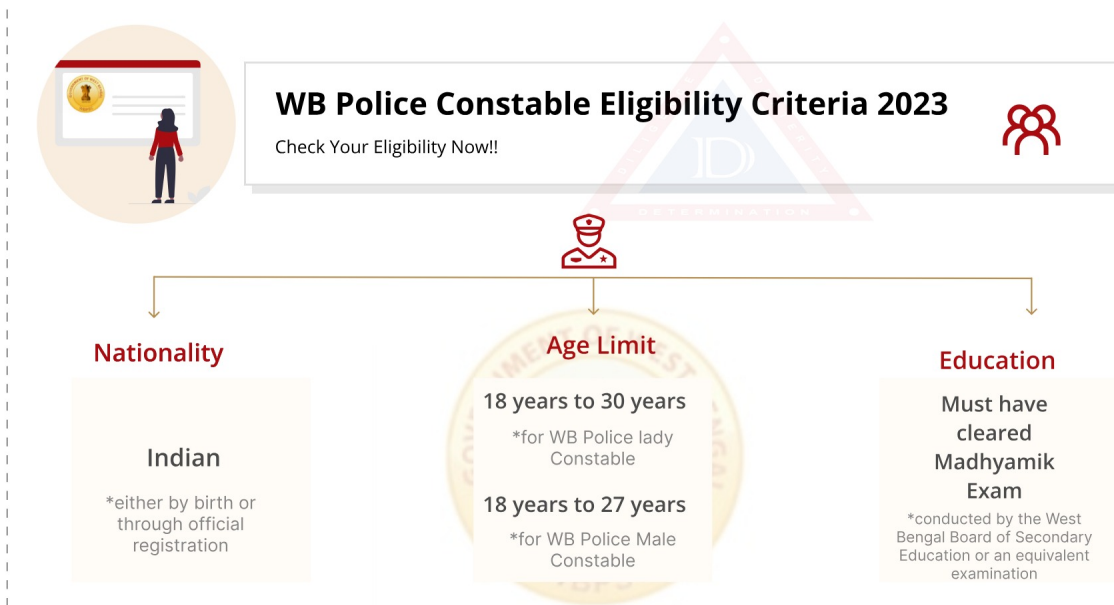 WB Police Constable Eligibility Criteria 2023
Check Your Eligibility Now!!
DETERMINATION
Nationality
Indian
*either by birth or
through official
registration
Age Limit
18 years to 30 years
*for WB Police lady
Constable
18 years to 27 years
*for WB Police Male
Constable
Education
Must have
cleared
Madhyamik
Exam
*conducted by the West
Bengal Board of Secondary
Education or an equivalent
examination